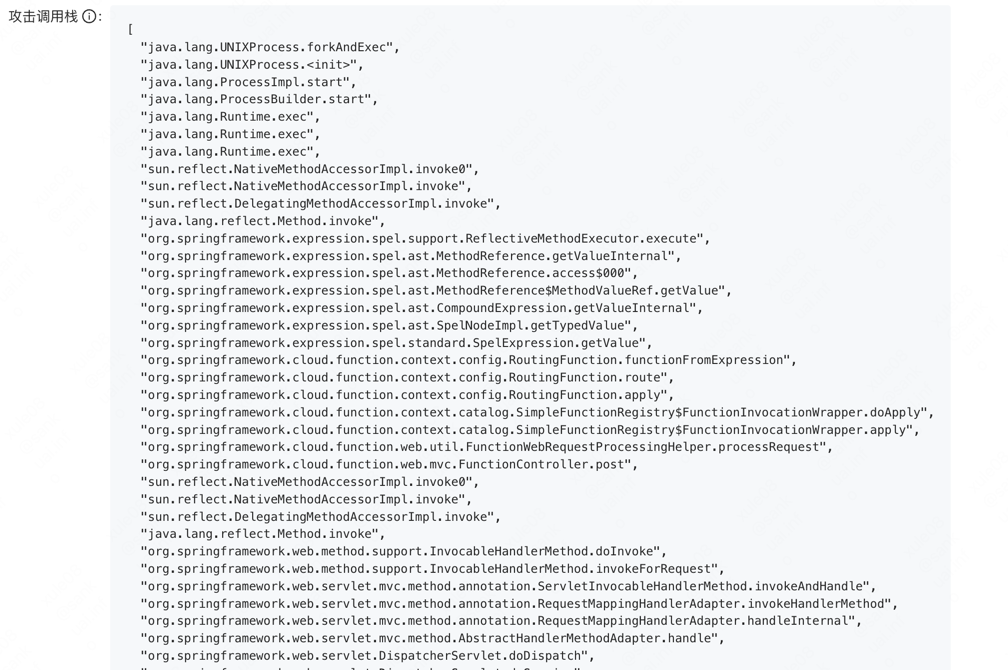 攻击调用栈 ⓘ:
[
"java.lang.UNIXProcess.forkAndExec",
"java.lang.UNIXProcess.<init>",
"java.lang.ProcessImpl.start",
"java.lang.ProcessBuilder.start",
"java.lang.Runtime.exec",
"java.lang.Runtime.exec",
"java.lang.Runtime.exec",
"sun.reflect.NativeMethodAccessorImpl.invoke0",
"sun.reflect.NativeMethodAccessorImpl.invoke",
"sun.reflect.DelegatingMethodAccessorImpl.invoke",
"java.lang.reflect.Method.invoke",
"org.springframework.expression.spel.support.ReflectiveMethodExecutor.execute",
"org.springframework.expression.spel.ast.MethodReference.getValueInternal",
"org.springframework.expression.spel.ast.MethodReference.access$000",
"org.springframework.expression.spel.ast.MethodReference$MethodValueRef.getValue",
"org.springframework.expression.spel.ast.CompoundExpression.getValueInternal",
"org.springframework.expression.spel.ast.SpelNodeImpl.getTypedValue",
"org.springframework.expression.spel.standard.SpelExpression.getValue",
"org.springframework.cloud.function.context.config.RoutingFunction.functionFromExpression",
"org.springframework.cloud.function.context.config.RoutingFunction.route",
"org.springframework.cloud.function.context.config.RoutingFunction.apply",
"org.springframework.cloud.function.context.catalog.SimpleFunctionRegistry$FunctionInvocationWrapper.doApply",
"org.springframework.cloud.function.context.catalog.SimpleFunctionRegistry$FunctionInvocationWrapper.apply",
"org.springframework.cloud.function.web.util.FunctionWebRequestProcessingHelper.processRequest",
"org.springframework.cloud.function.web.mvc.FunctionController.post",
"sun.reflect.NativeMethodAccessorImpl.invoke0",
"sun.reflect.NativeMethodAccessorImpl.invoke",
"sun.reflect.DelegatingMethodAccessorImpl.invoke",
"java.lang.reflect.Method.invoke",
"org.springframework.web.method.support.InvocableHandlerMethod.doInvoke",
"org.springframework.web.method.support.InvocableHandlerMethod.invokeForRequest",
"org.springframework.web.servlet.mvc.method.annotation.ServletInvocableHandlerMethod.invokeAndHandle",
"org.springframework.web.servlet.mvc.method.annotation.RequestMappingHandlerAdapter.invokeHandlerMethod",
"org.springframework.web.servlet.mvc.method.annotation.RequestMappingHandlerAdapter.handleInternal",
"org.springframework.web.servlet.mvc.method.AbstractHandlerMethodAdapter.handle",
"org.springframework.web.servlet.DispatcherServlet.doDispatch",